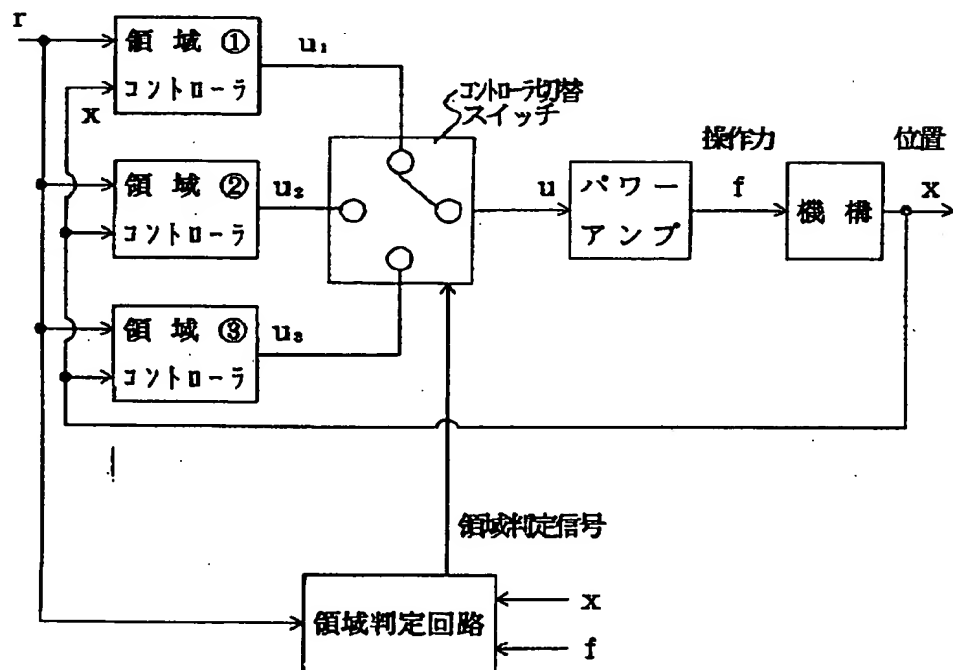 r
領域①
コントローラ
x
u₁
コントローラ切替
スイッチ
領域②
コントローラ
u₂
領域③
コントローラ
u₃
u
パワー
アンプ
操作力
f
機構
位置
x
領域判定信号
領域判定回路
x
f